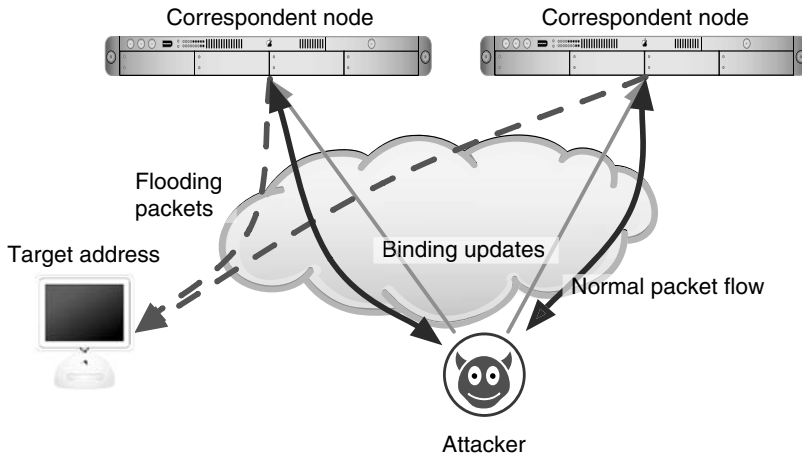 Correspondent node
Correspondent node
Flooding
packets
Target address
Binding updates
Normal packet flow
Attacker